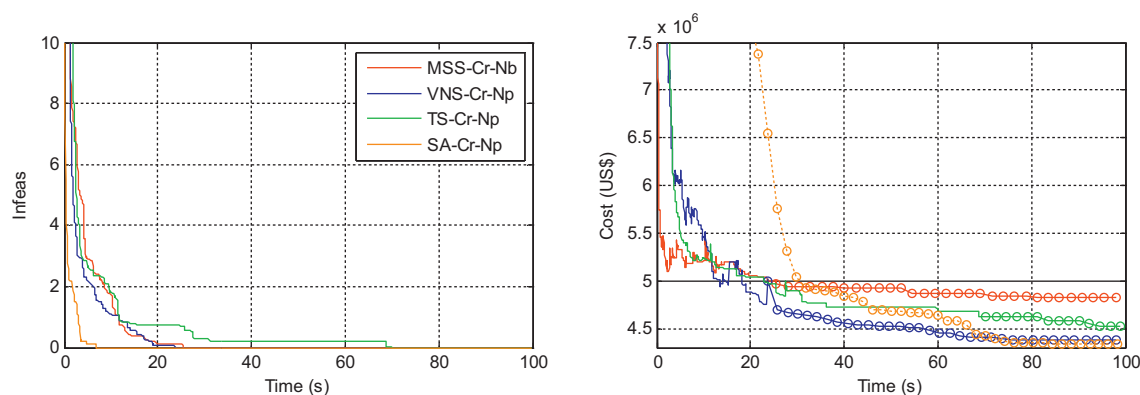 10
8
6
4
2
0
Infeas
0
20
40
60
80
100
Time (s)
MSS-Cr-Nb
VNS-Cr-Np
TS-Cr-Np
SA-Cr-Np
x 10^6
7.5
7
6.5
6
5.5
5
4.5
Cost (US$)
0
20
40
60
80
100
Time (s)